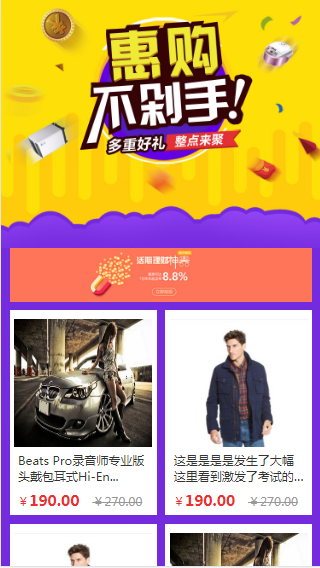 惠购
不剁手!
多重好礼 整点来聚
活期理财神卖
8.8%
Beats Pro录音师专业版
头戴包耳式Hi-En...
￥190.00 ￥270.00
这是是是是发生了大幅
这里看到激发了考试的...
￥190.00 ￥270.00